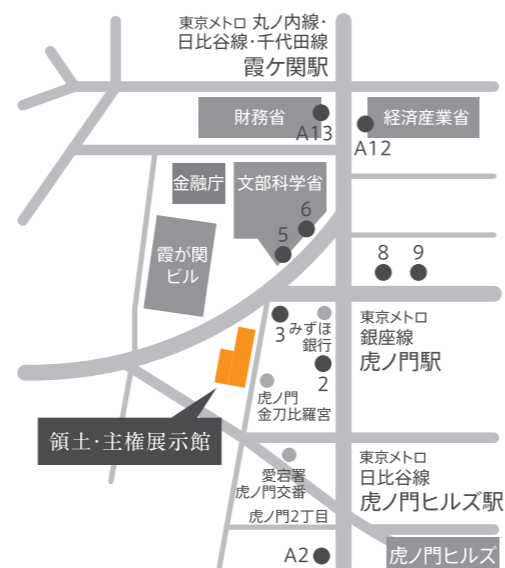 東京メトロ 丸ノ内線・
日比谷線・千代田線
霞ケ関駅
財務省
経済産業省
A13
A12
金融庁
文部科学省
6
5
霞が関
ビル
8
9
3
みずほ
銀行
2
東京メトロ
銀座線
虎ノ門駅
虎ノ門
金刀比羅宮
領土・主権展示館
愛宕署
虎ノ門交番
東京メトロ
日比谷線
虎ノ門ヒルズ駅
虎ノ門2丁目
A2
虎ノ門ヒルズ